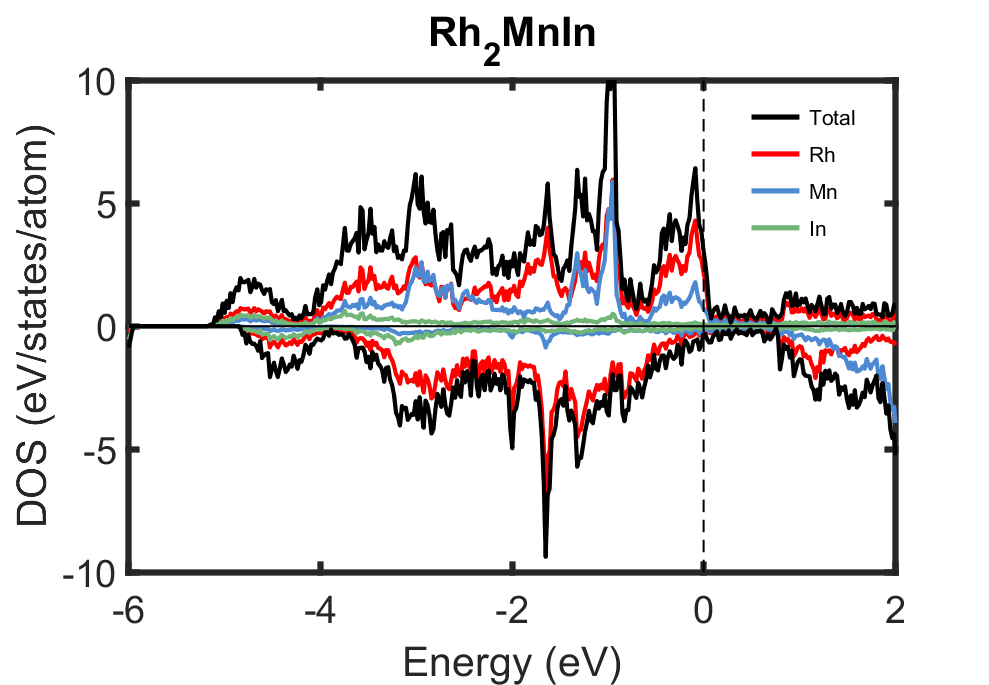 Rh2MnIn
DOS (eV/states/atom)
10
5
0
-5
-10
-6
-4
-2
0
2
Energy (eV)
Total
Rh
Mn
In